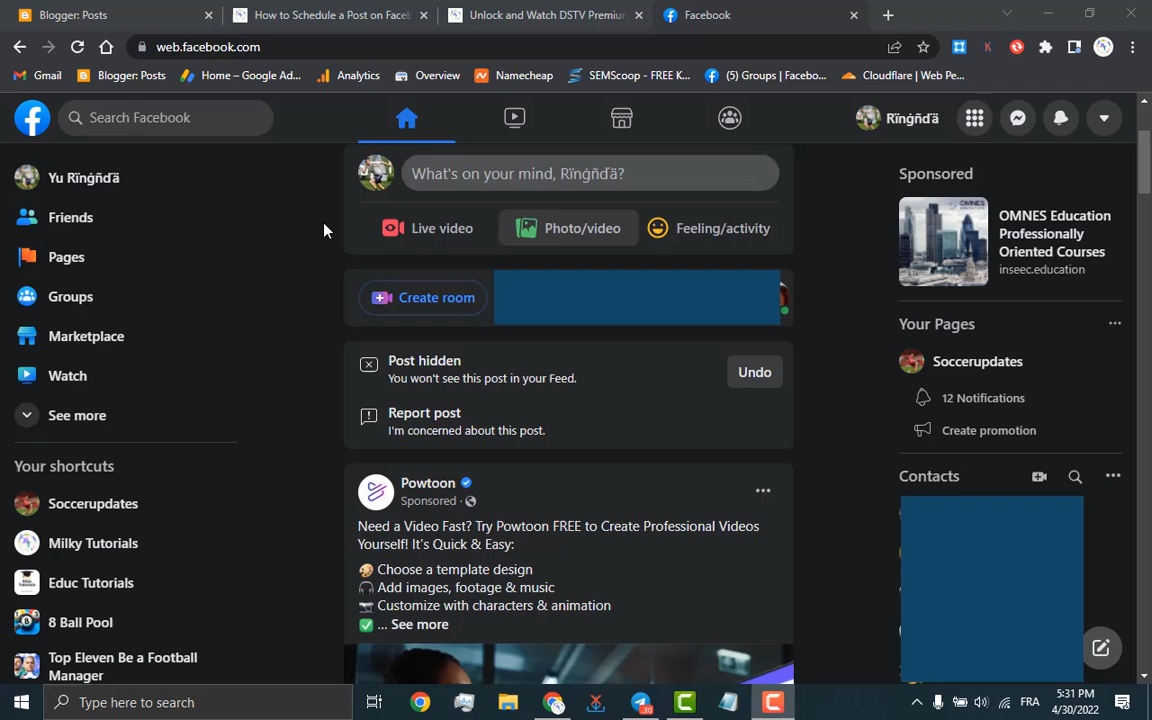 Blogger: Posts
How to Schedule a Post on Faceb
Unlock and Watch DSTV Premium
Facebook
web.facebook.com
Gmail
Blogger: Posts
Home – Google Ad...
Analytics
Overview
Namecheap
SEMScoop - FREE K...
(5) Groups | Facebo...
Cloudflare | Web Pe...
Search Facebook
Rĩńģñďä
Yu Rĩńģñďä
Friends
Pages
Groups
Marketplace
Watch
See more
Your shortcuts
Soccerupdates
Milky Tutorials
Educ Tutorials
8 Ball Pool
Top Eleven Be a Football
Manager
What's on your mind, Rĩńģñďä?
Live video
Photo/video
Feeling/activity
Create room
Post hidden
You won't see this post in your Feed.
Undo
Report post
I'm concerned about this post.
Powtoon
Sponsored ·
Need a Video Fast? Try Powtoon FREE to Create Professional Videos
Yourself! It's Quick & Easy:
🎨 Choose a template design
🎧 Add images, footage & music
📹 Customize with characters & animation
✅ ... See more
Sponsored
OMNES
EDUCATION
OMNES Education
Professionally
Oriented Courses
inseec.education
Your Pages
Soccerupdates
12 Notifications
Create promotion
Contacts
Type here to search
30
FRA
5:31 PM
4/30/2022